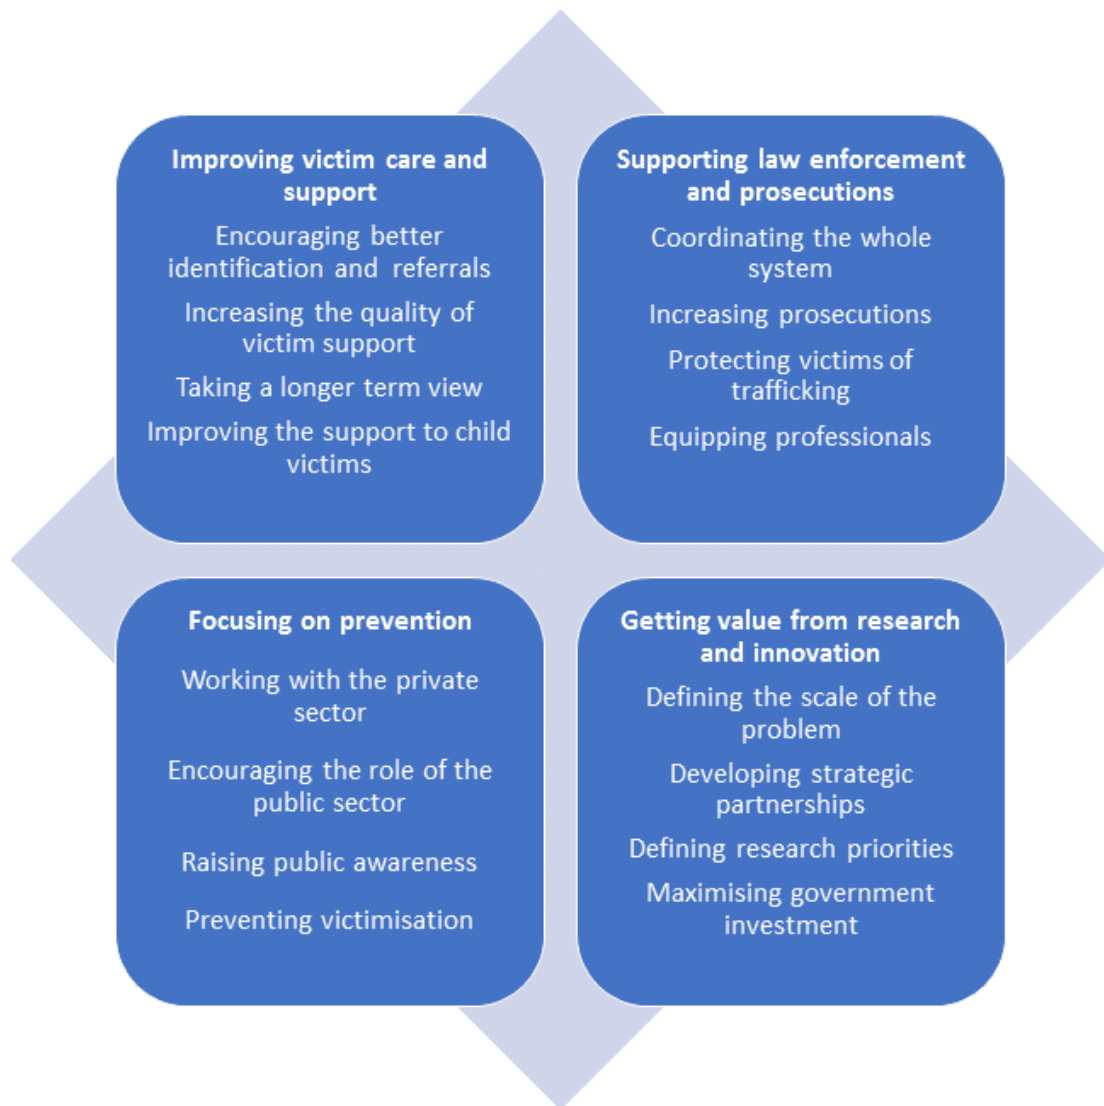 Improving victim care and
support
Encouraging better
identification and referrals
Increasing the quality of
victim support
Taking a longer term view
Improving the support to child
victims
Supporting law enforcement
and prosecutions
Coordinating the whole
system
Increasing prosecutions
Protecting victims of
trafficking
Equipping professionals
Focusing on prevention
Working with the private
sector
Encouraging the role of the
public sector
Raising public awareness
Preventing victimisation
Getting value from research
and innovation
Defining the scale of the
problem
Developing strategic
partnerships
Defining research priorities
Maximising government
investment